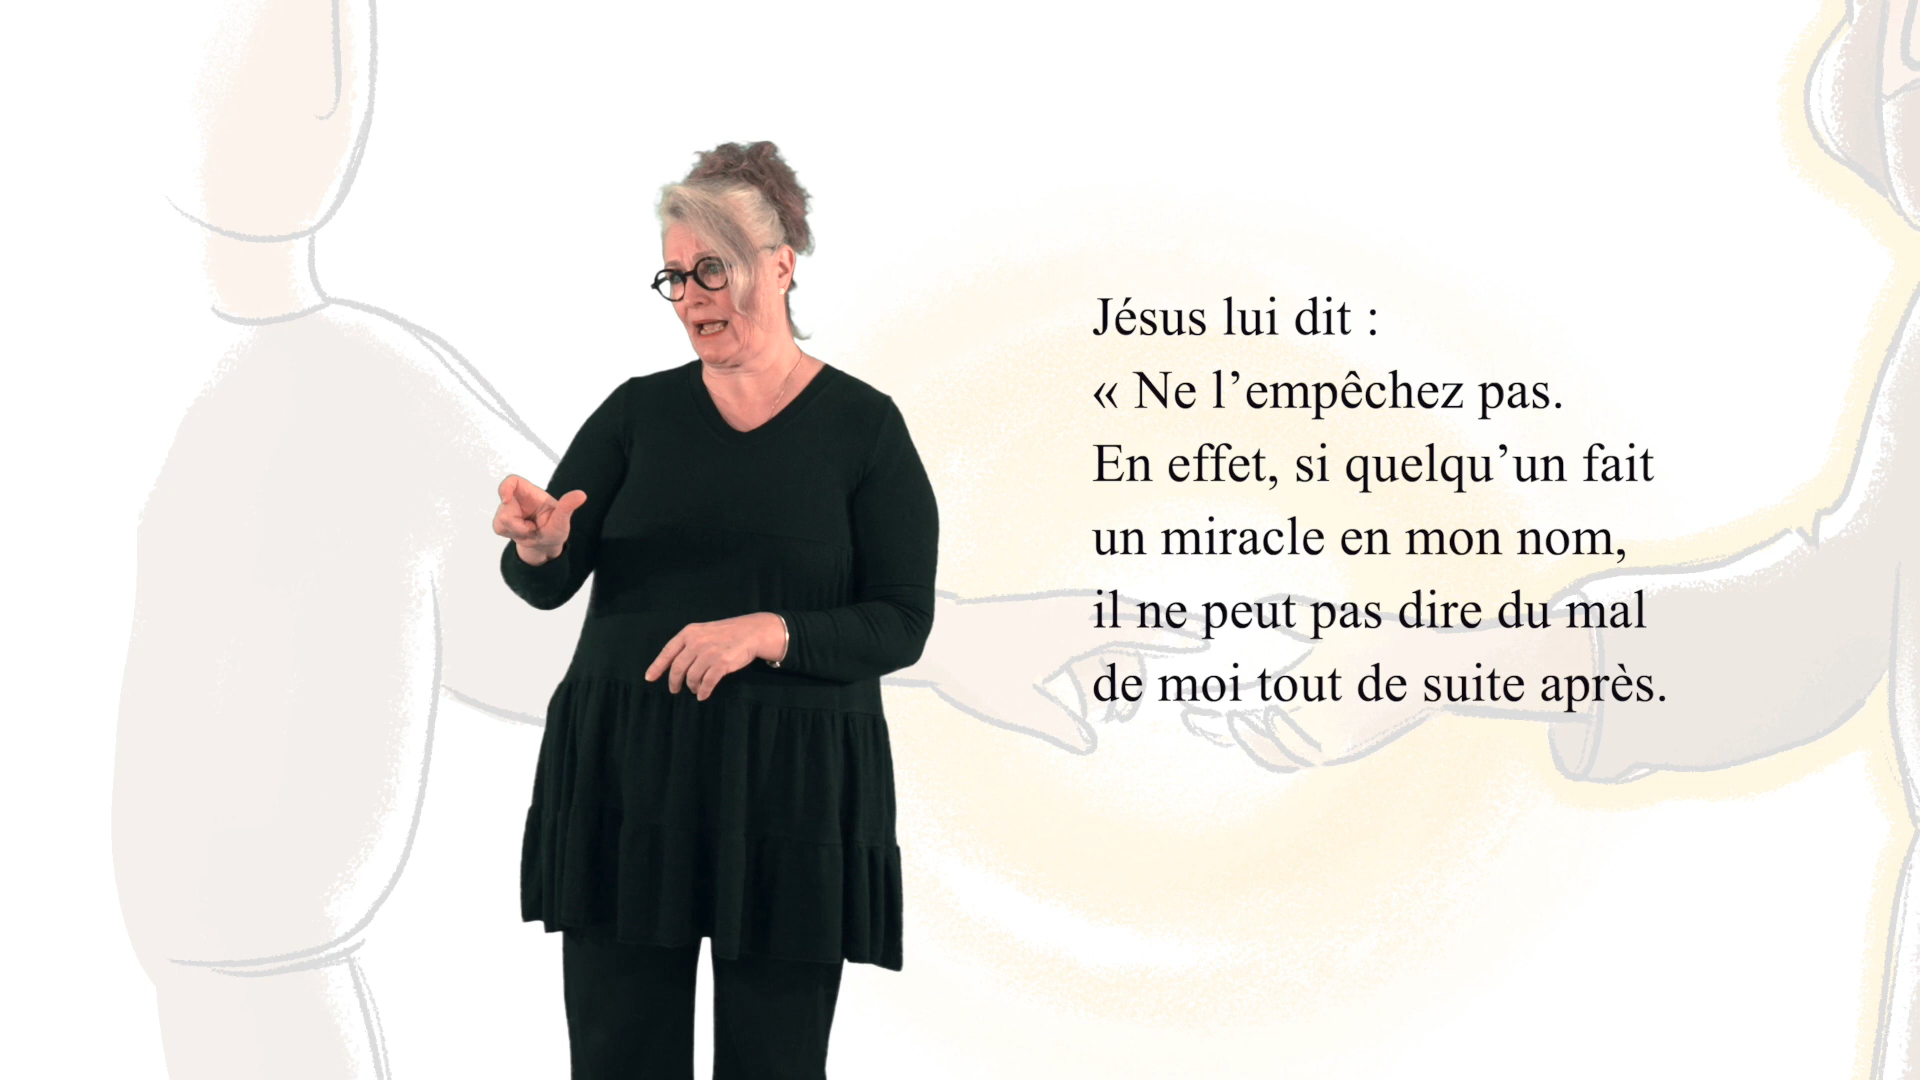 Jésus lui dit :
« Ne l’empêchez pas.
En effet, si quelqu’un fait
un miracle en mon nom,
il ne peut pas dire du mal
de moi tout de suite après.